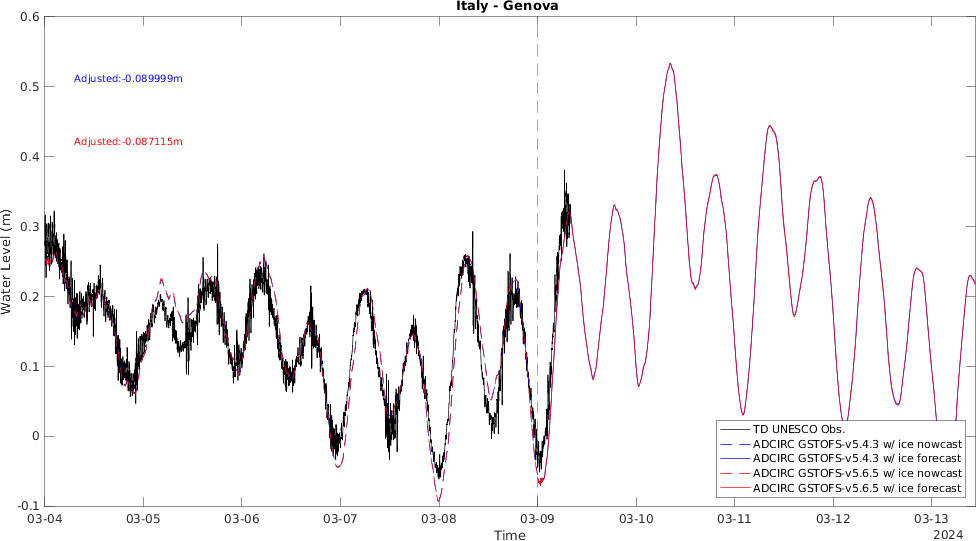 Italy - Genova
0.6
0.5
0.4
0.3
0.2
0.1
0
-0.1
Water Level (m)
Adjusted:-0.089999m
Adjusted:-0.087115m
TD UNESCO Obs.
ADCIRC GSTOFS-v5.4.3 w/ ice nowcast
ADCIRC GSTOFS-v5.4.3 w/ ice forecast
ADCIRC GSTOFS-v5.6.5 w/ ice nowcast
ADCIRC GSTOFS-v5.6.5 w/ ice forecast
03-04 03-05 03-06 03-07 03-08 03-09 03-10 03-11 03-12 03-13
Time
2024